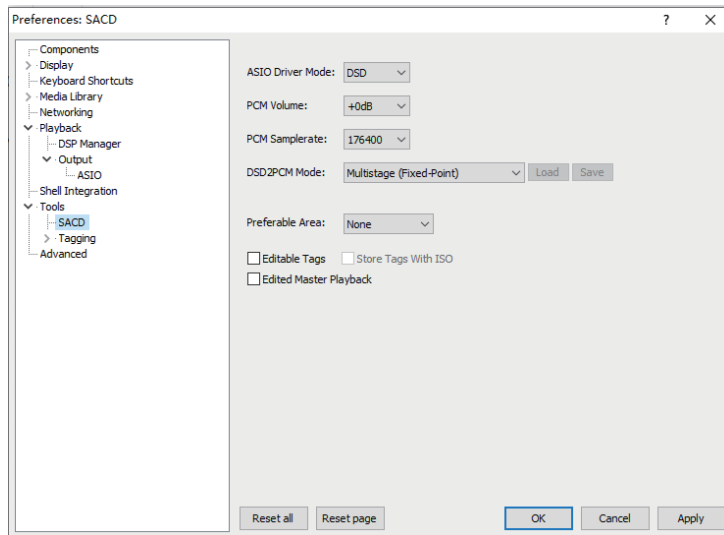 Preferences: SACD
?
Components
Display
Keyboard Shortcuts
Media Library
Networking
Playback
DSP Manager
Output
ASIO
Shell Integration
Tools
SACD
Tagging
Advanced
ASIO Driver Mode: DSD
PCM Volume: +0dB
PCM Samplerate: 176400
DSD2PCM Mode: Multistage (Fixed-Point) Load Save
Preferable Area: None
Editable Tags Store Tags With ISO
Edited Master Playback
Reset all Reset page OK Cancel Apply